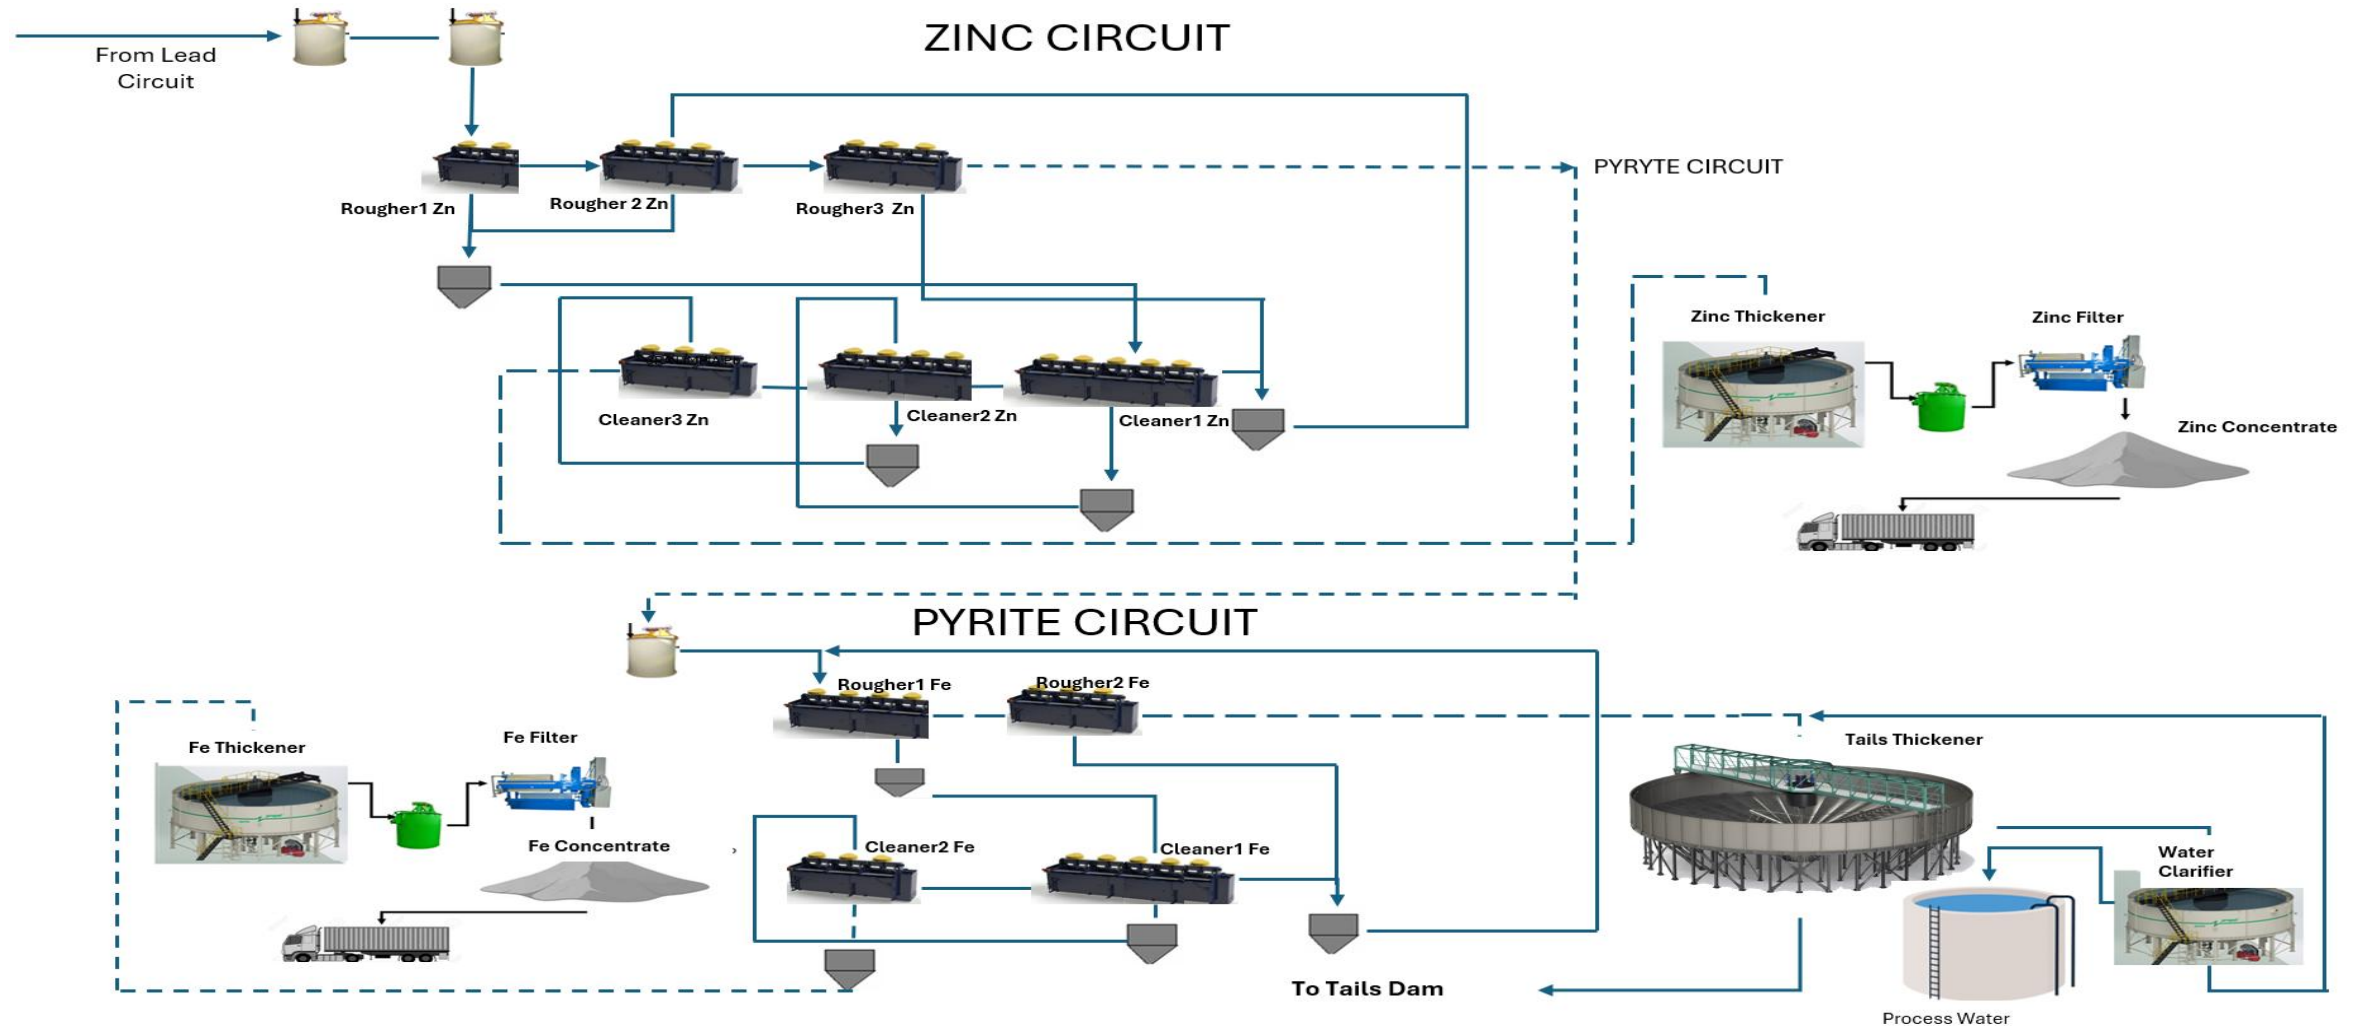 ZINC CIRCUIT
From Lead
Circuit
PYRYTE CIRCUIT
Rougher1 Zn
Rougher 2 Zn
Rougher3 Zn
Zinc Thickener
Zinc Filter
Cleaner3 Zn
Cleaner2 Zn
Cleaner1 Zn
Zinc Concentrate
PYRITE CIRCUIT
Rougher1 Fe
Rougher2 Fe
Fe Thickener
Fe Filter
Tails Thickener
Fe Concentrate
Cleaner2 Fe
Cleaner1 Fe
Water
Clarifier
To Tails Dam
Process Water